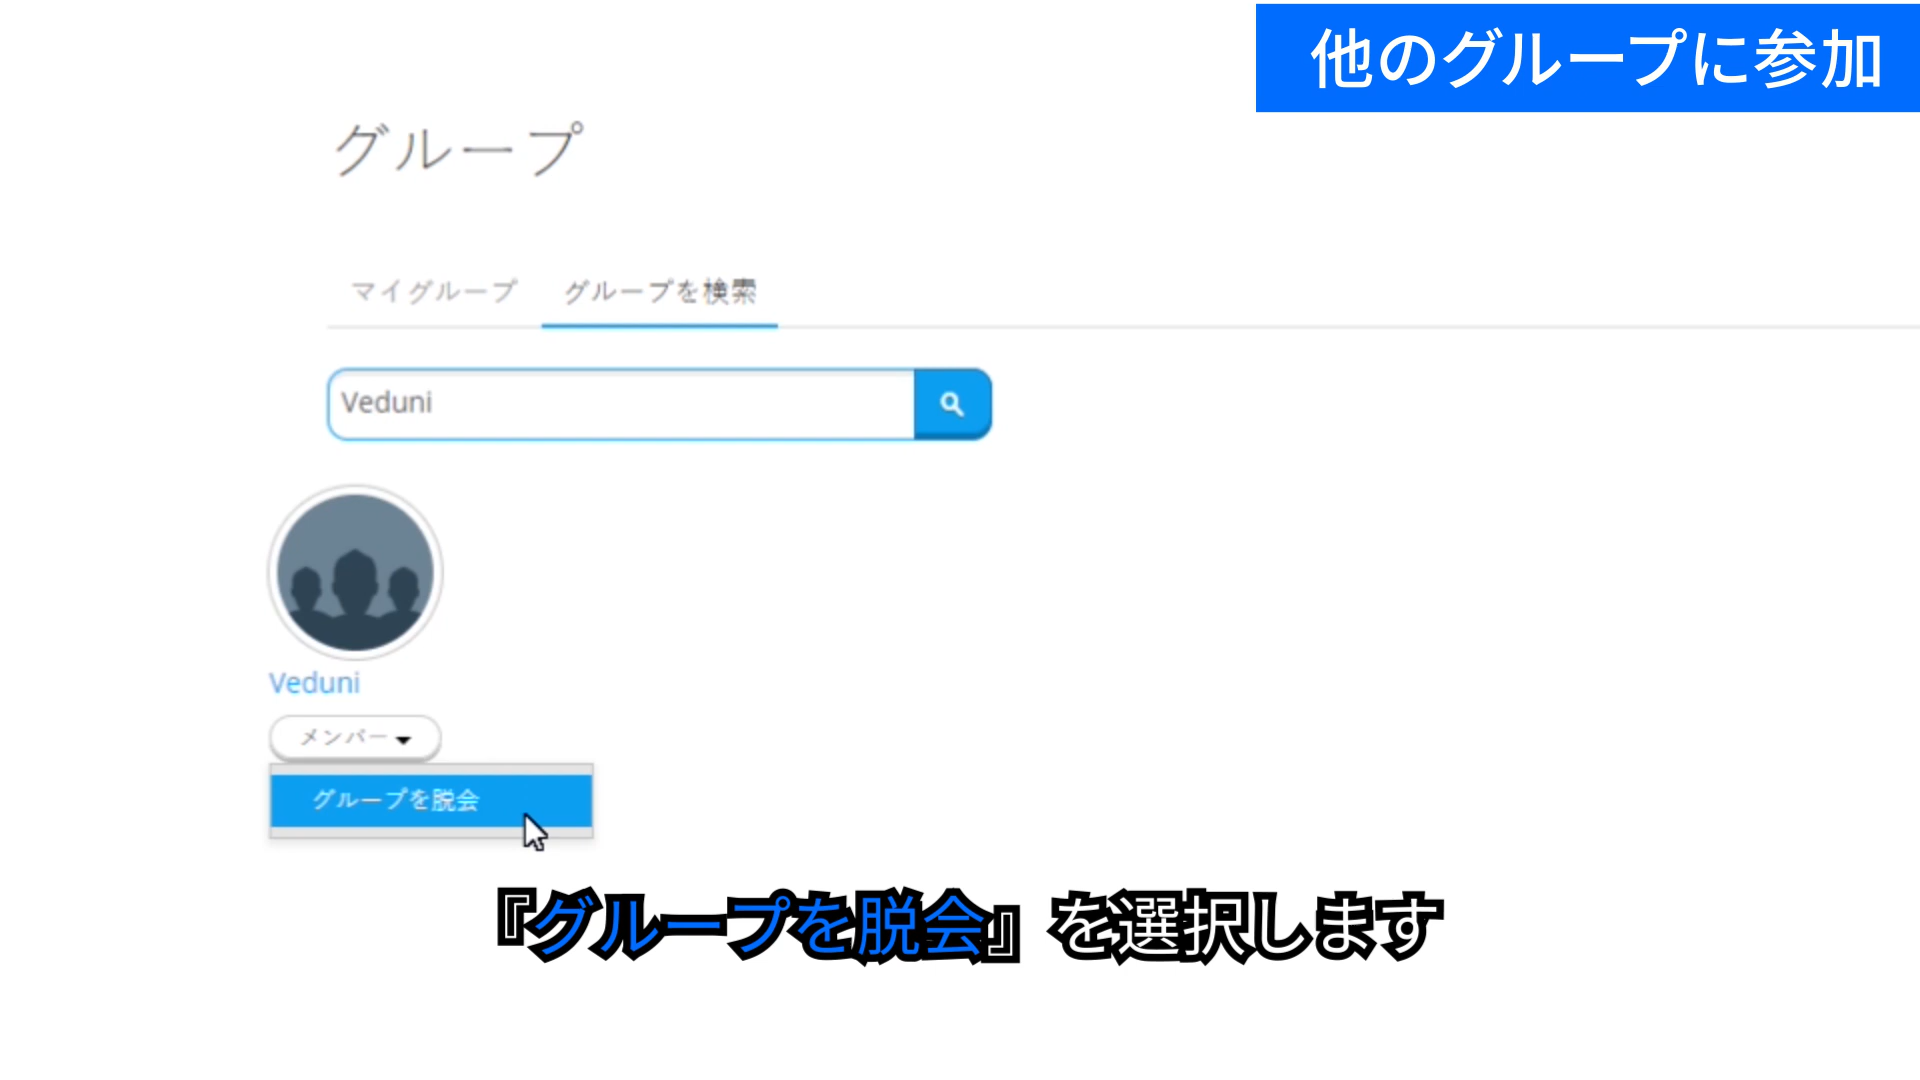 他のグループに参加
グループ
マイグループ グループを検索
Veduni
Veduni
メンバー
グループを脱会
『グループを脱会』を選択します